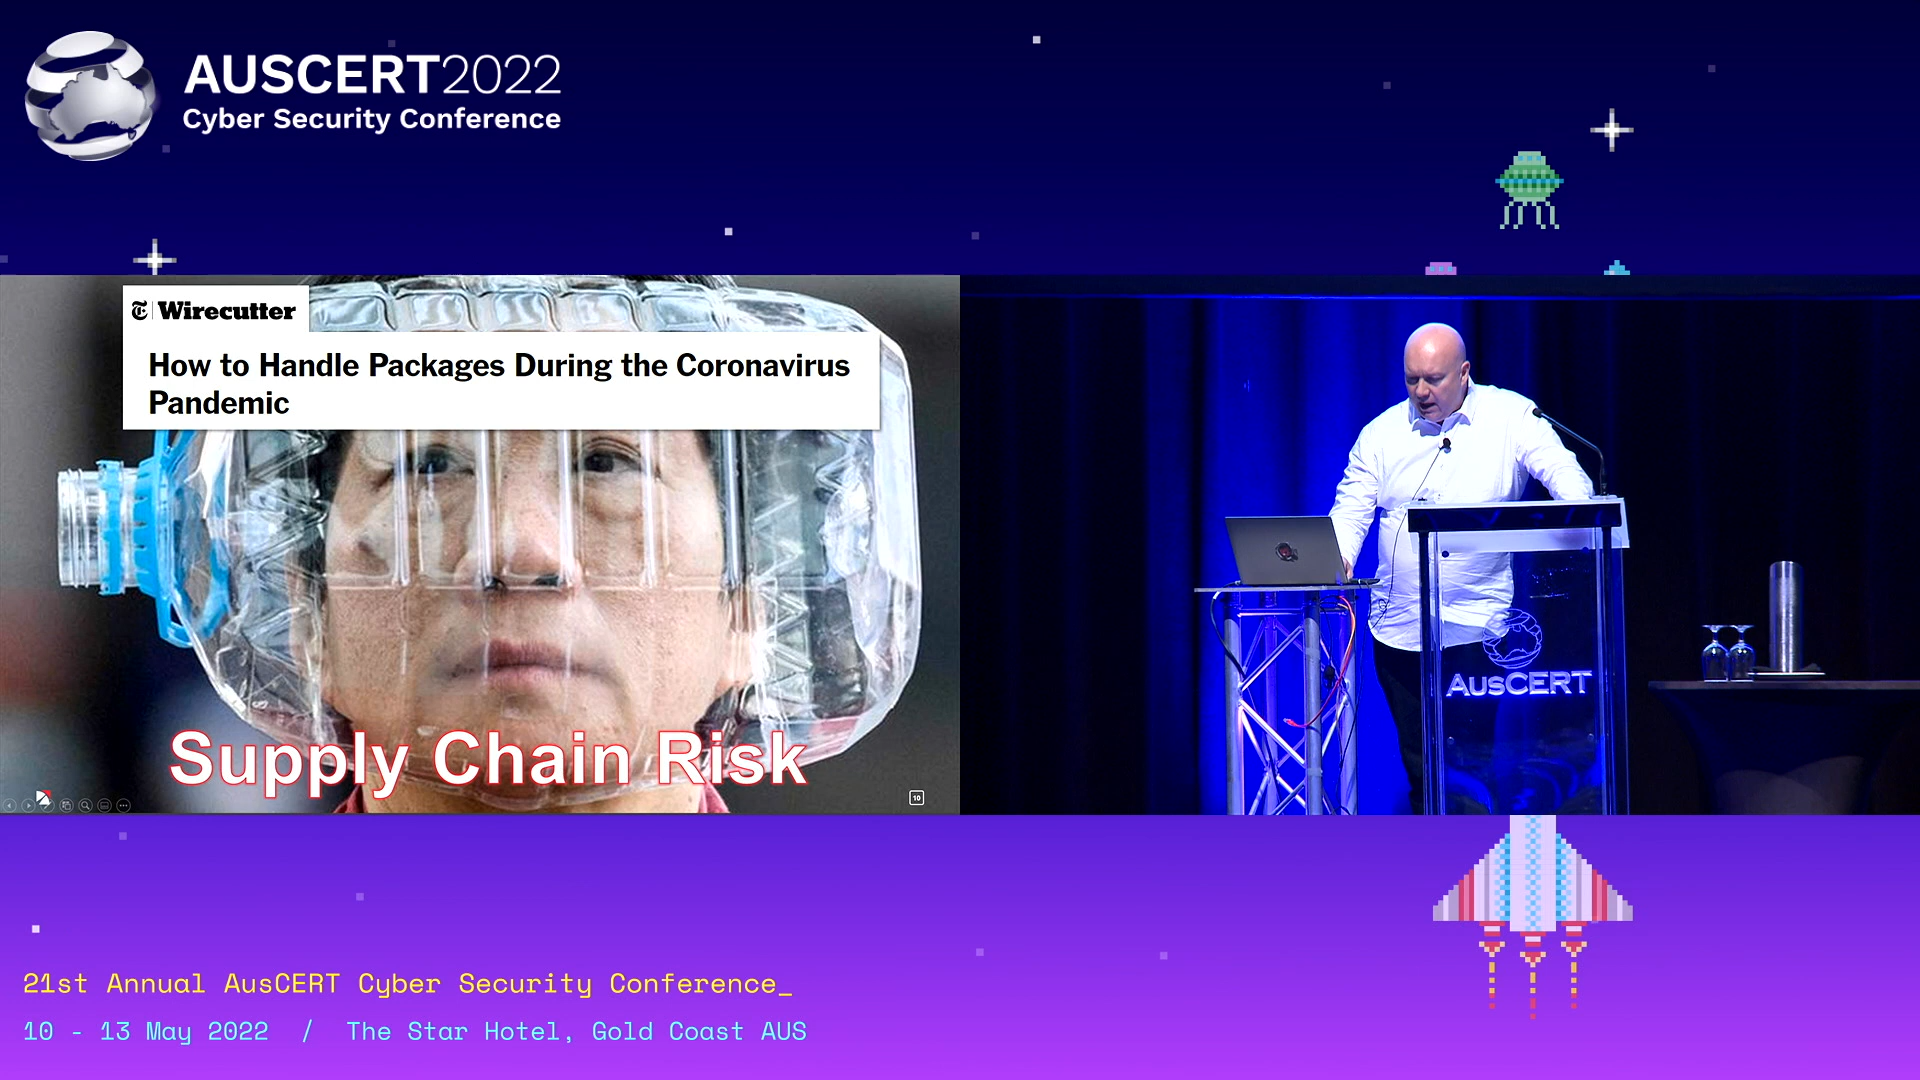 AUSCERT2022
Cyber Security Conference
Wirecutter
How to Handle Packages During the Coronavirus
Pandemic
Supply Chain Risk
10
AUSCERT
21st Annual AusCERT Cyber Security Conference_
10 - 13 May 2022 / The Star Hotel, Gold Coast AUS